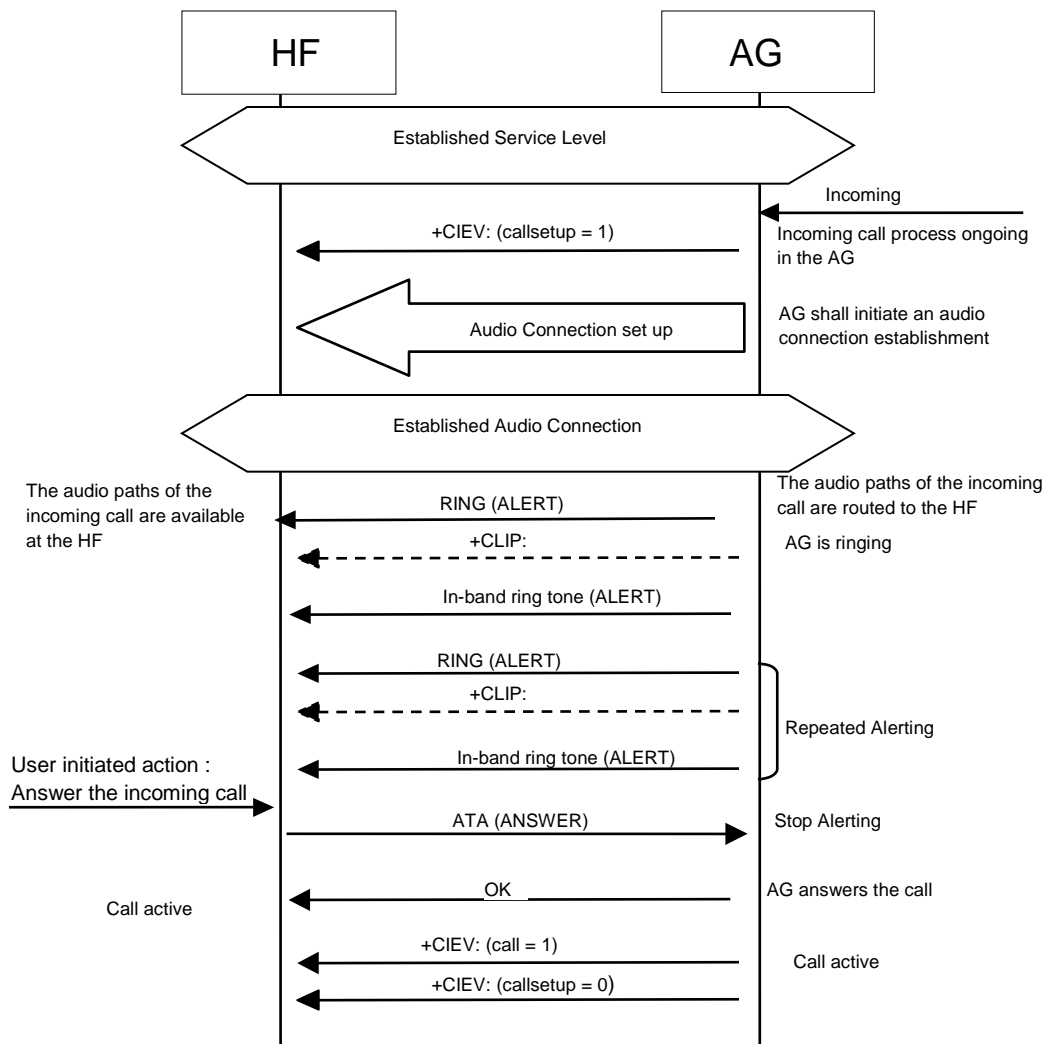 HF
AG
Established Service Level
Incoming
+CIEV: (callsetup = 1)
Incoming call process ongoing
in the AG
Audio Connection set up
AG shall initiate an audio
connection establishment
Established Audio Connection
The audio paths of the
incoming call are available
at the HF
The audio paths of the incoming
call are routed to the HF
RING (ALERT)
+CLIP:
AG is ringing
In-band ring tone (ALERT)
RING (ALERT)
+CLIP:
Repeated Alerting
In-band ring tone (ALERT)
User initiated action :
Answer the incoming call
ATA (ANSWER)
Stop Alerting
OK
AG answers the call
Call active
+CIEV: (call = 1)
Call active
+CIEV: (callsetup = 0)